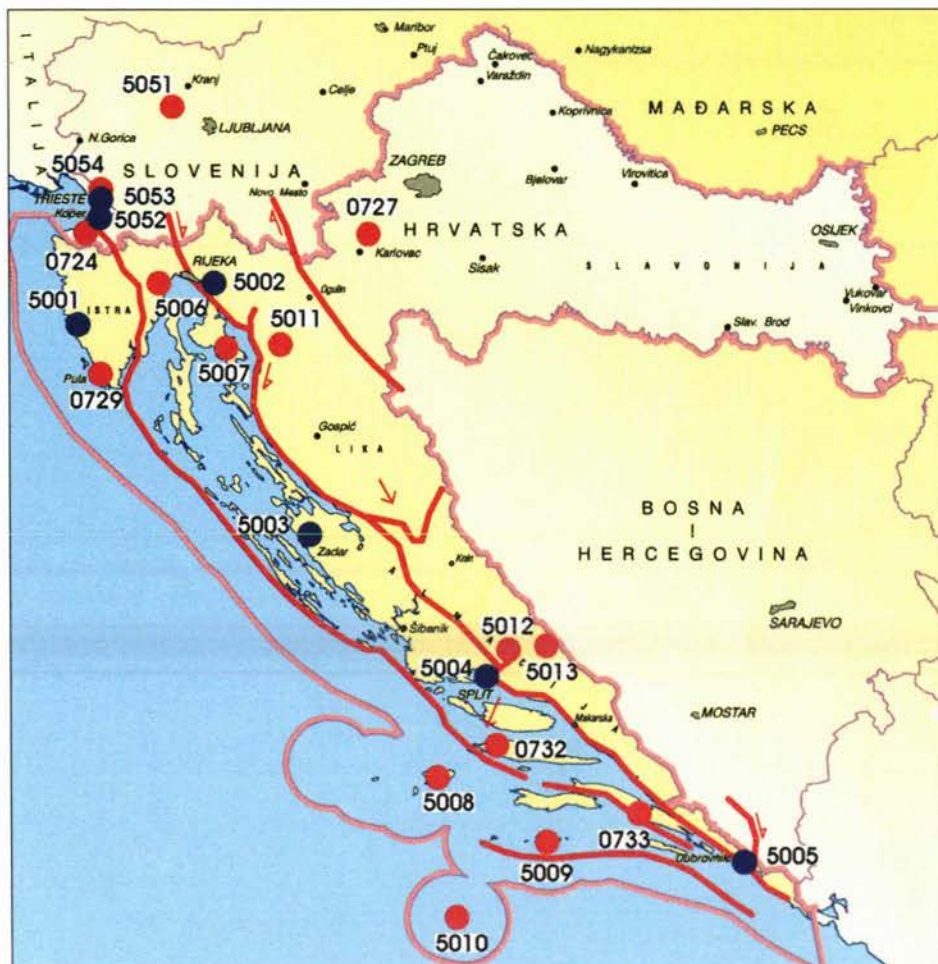 ITALIJA
Maribor
Ptuj
Nagykanizsa
Čakovec
Varaždin
5051
Kranj
Celje
Koprivnica
MAĐARSKA
PECS
LJUBLJANA
N.Gorica
5054
SLOVENIJA
ZAGREB
Bjelovar
Virovitica
TRIESTE
5053
Novo Mesto
Koper
5052
0727
HRVATSKA
OSIJEK
0724
Karlovac
Sisak
SLAVONIJA
RIJEKA
5002
Ogulin
Vukovar
Vinkovci
5001
ISTRA
5006
5011
Slav. Brod
5007
Pula
0729
Gospić
LIKA
BOSNA
I
HERCEGOVINA
5003
Zadar
Knin
SARAJEVO
Šibenik
5012
5004
5013
SPLIT
MOSTAR
Makarska
0732
5008
0733
Dubrovnik
5005
5009
5010